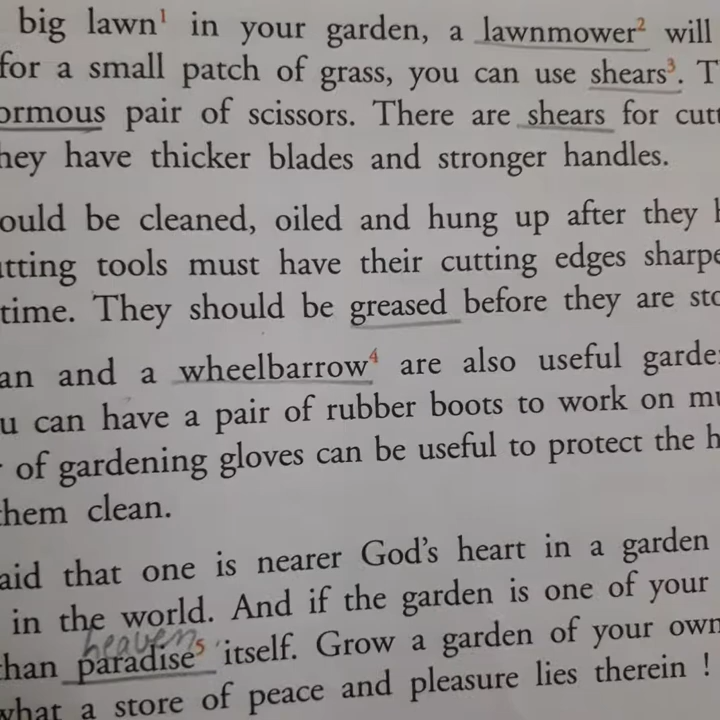 big lawn¹ in your garden, a lawnmower² will
for a small patch of grass, you can use shears³. T
ormous pair of scissors. There are shears for cutt
hey have thicker blades and stronger handles.
ould be cleaned, oiled and hung up after they h
utting tools must have their cutting edges sharpe
time. They should be greased before they are sto
an and a wheelbarrow⁴ are also useful garde
u can have a pair of rubber boots to work on mu
of gardening gloves can be useful to protect the h
them clean.
aid that one is nearer God's heart in a garden
in the world. And if the garden is one of your
heaven
than paradise⁵ itself. Grow a garden of your own
what a store of peace and pleasure lies therein !